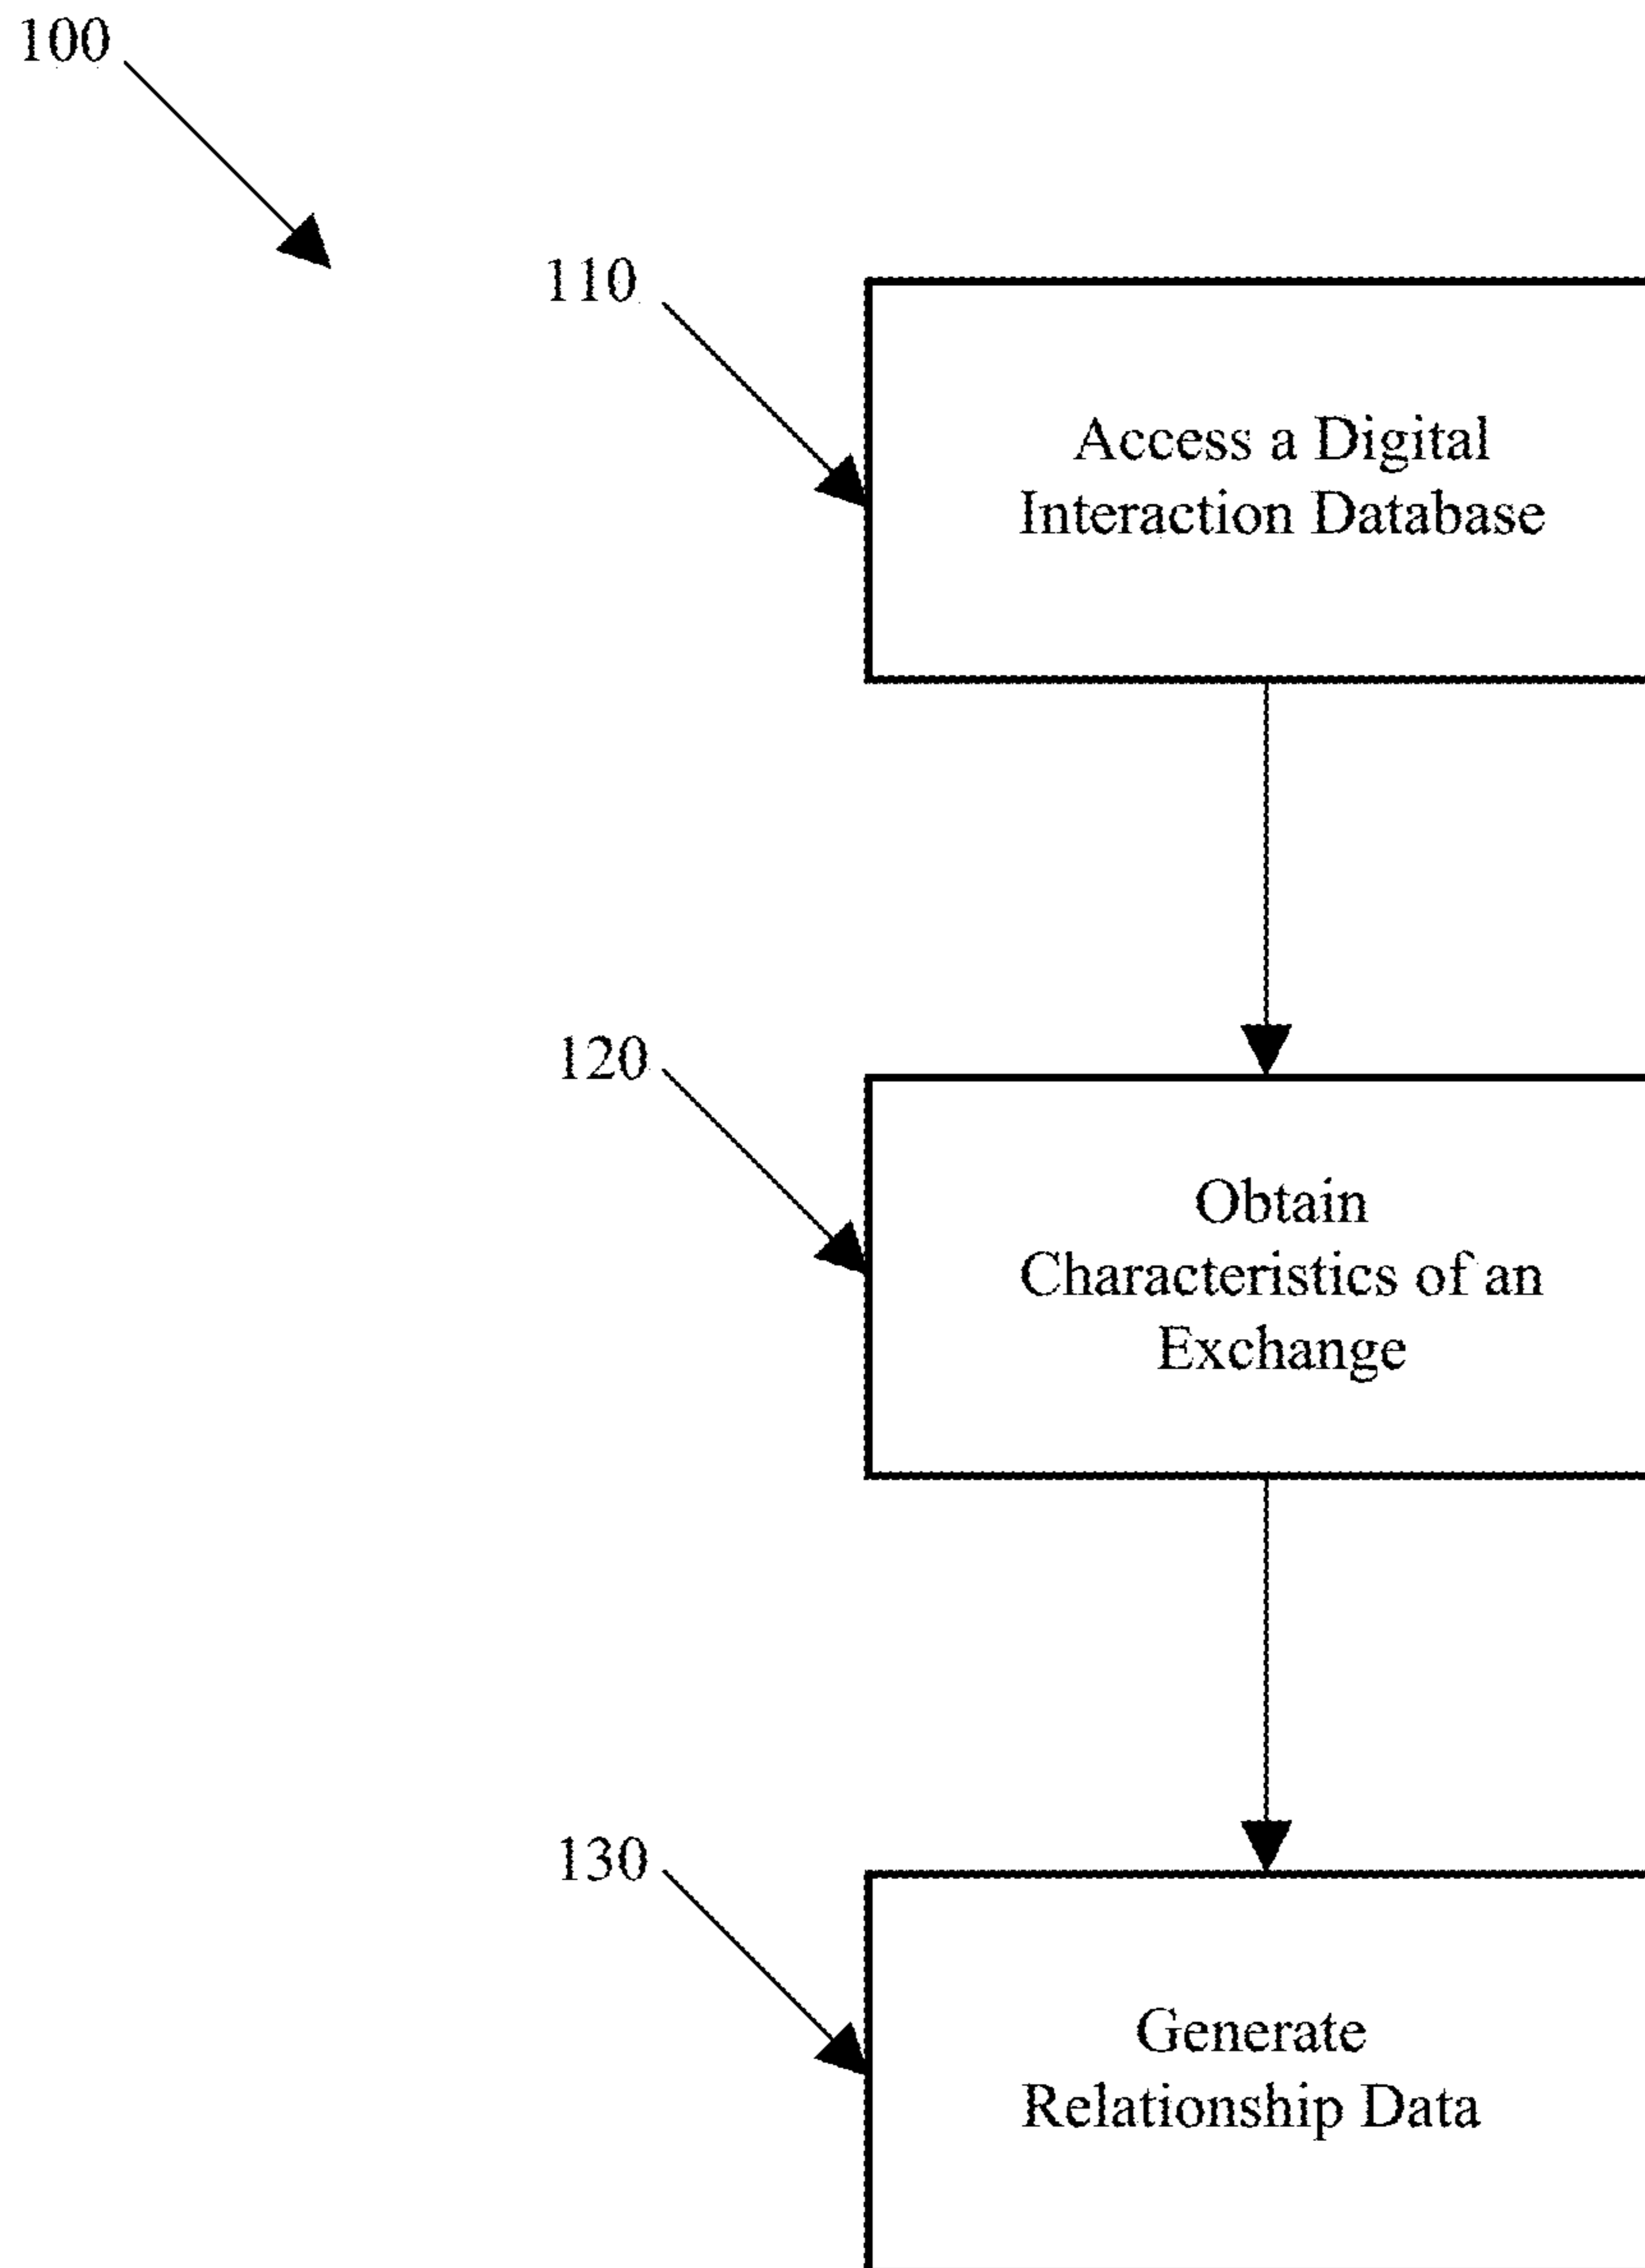 100
110
Access a Digital
Interaction Database
120
Obtain
Characteristics of an
Exchange
130
Generate
Relationship Data